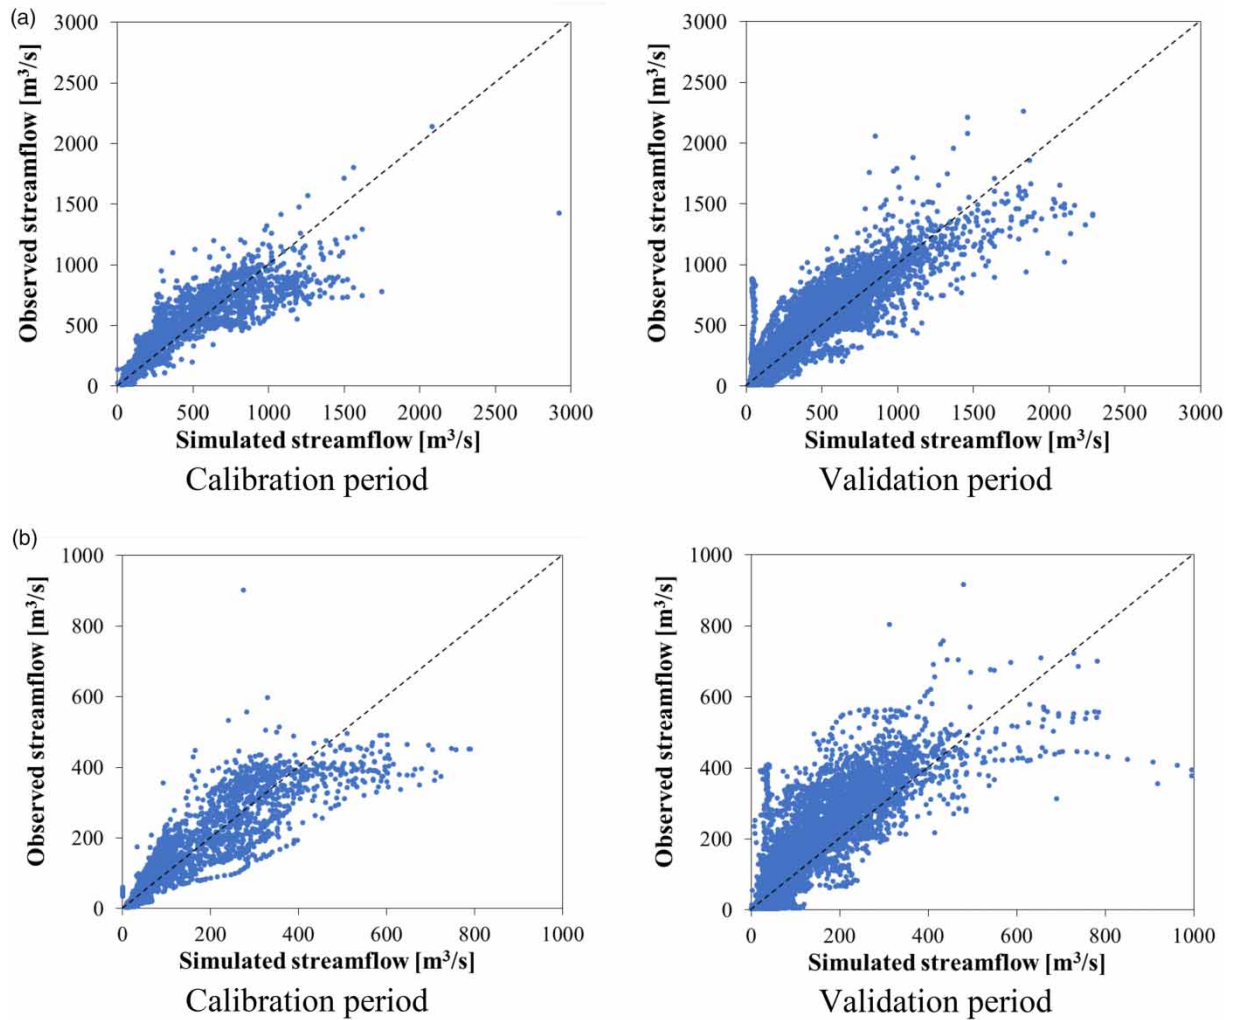 (a)
3000
2500
2000
1500
1000
500
0
Observed streamflow [m³/s]
0 500 1000 1500 2000 2500 3000
Simulated streamflow [m³/s]
Calibration period
3000
2500
2000
1500
1000
500
0
Observed streamflow [m³/s]
0 500 1000 1500 2000 2500 3000
Simulated streamflow [m³/s]
Validation period
(b)
1000
800
600
400
200
0
Observed streamflow [m³/s]
0 200 400 600 800 1000
Simulated streamflow [m³/s]
Calibration period
1000
800
600
400
200
0
Observed streamflow [m³/s]
0 200 400 600 800 1000
Simulated streamflow [m³/s]
Validation period